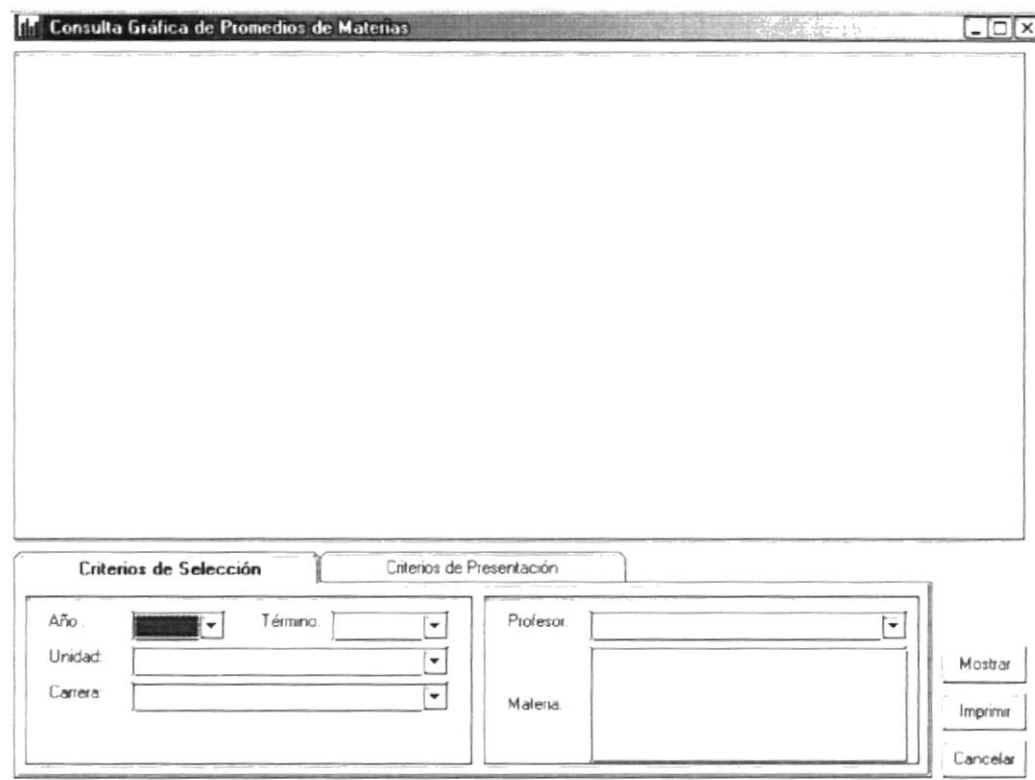 Consulta Gráfica de Promedios de Materias
Criterios de Selección
Criterios de Presentación
Año :
Término:
Unidad:
Carrera:
Profesor:
Materia:
Mostrar
Imprimir
Cancelar